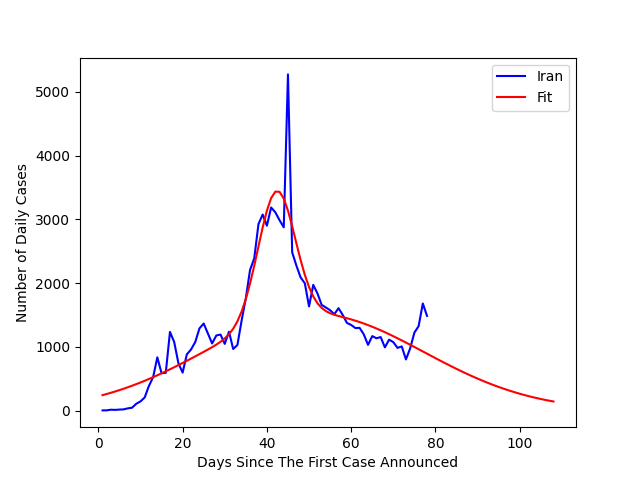 Iran
Fit
5000
4000
3000
2000
1000
0
Number of Daily Cases
0 20 40 60 80 100
Days Since The First Case Announced